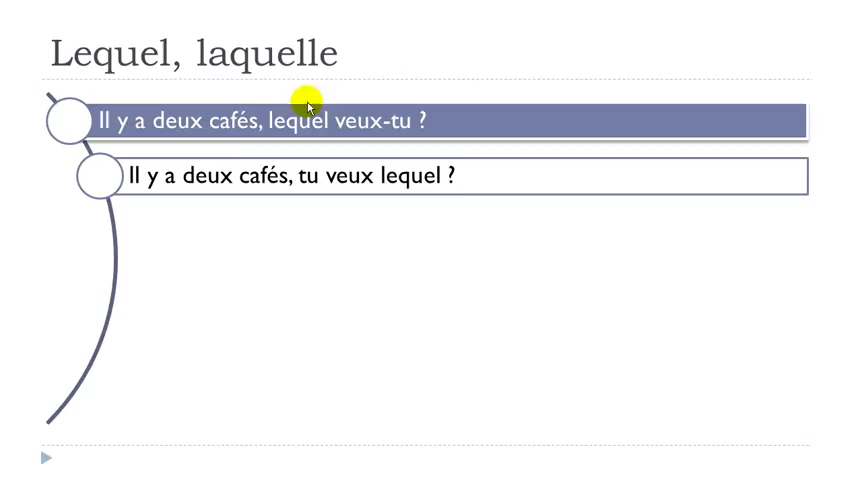 Lequel, laquelle
Il y a deux cafés, lequel veux-tu ?
Il y a deux cafés, tu veux lequel ?